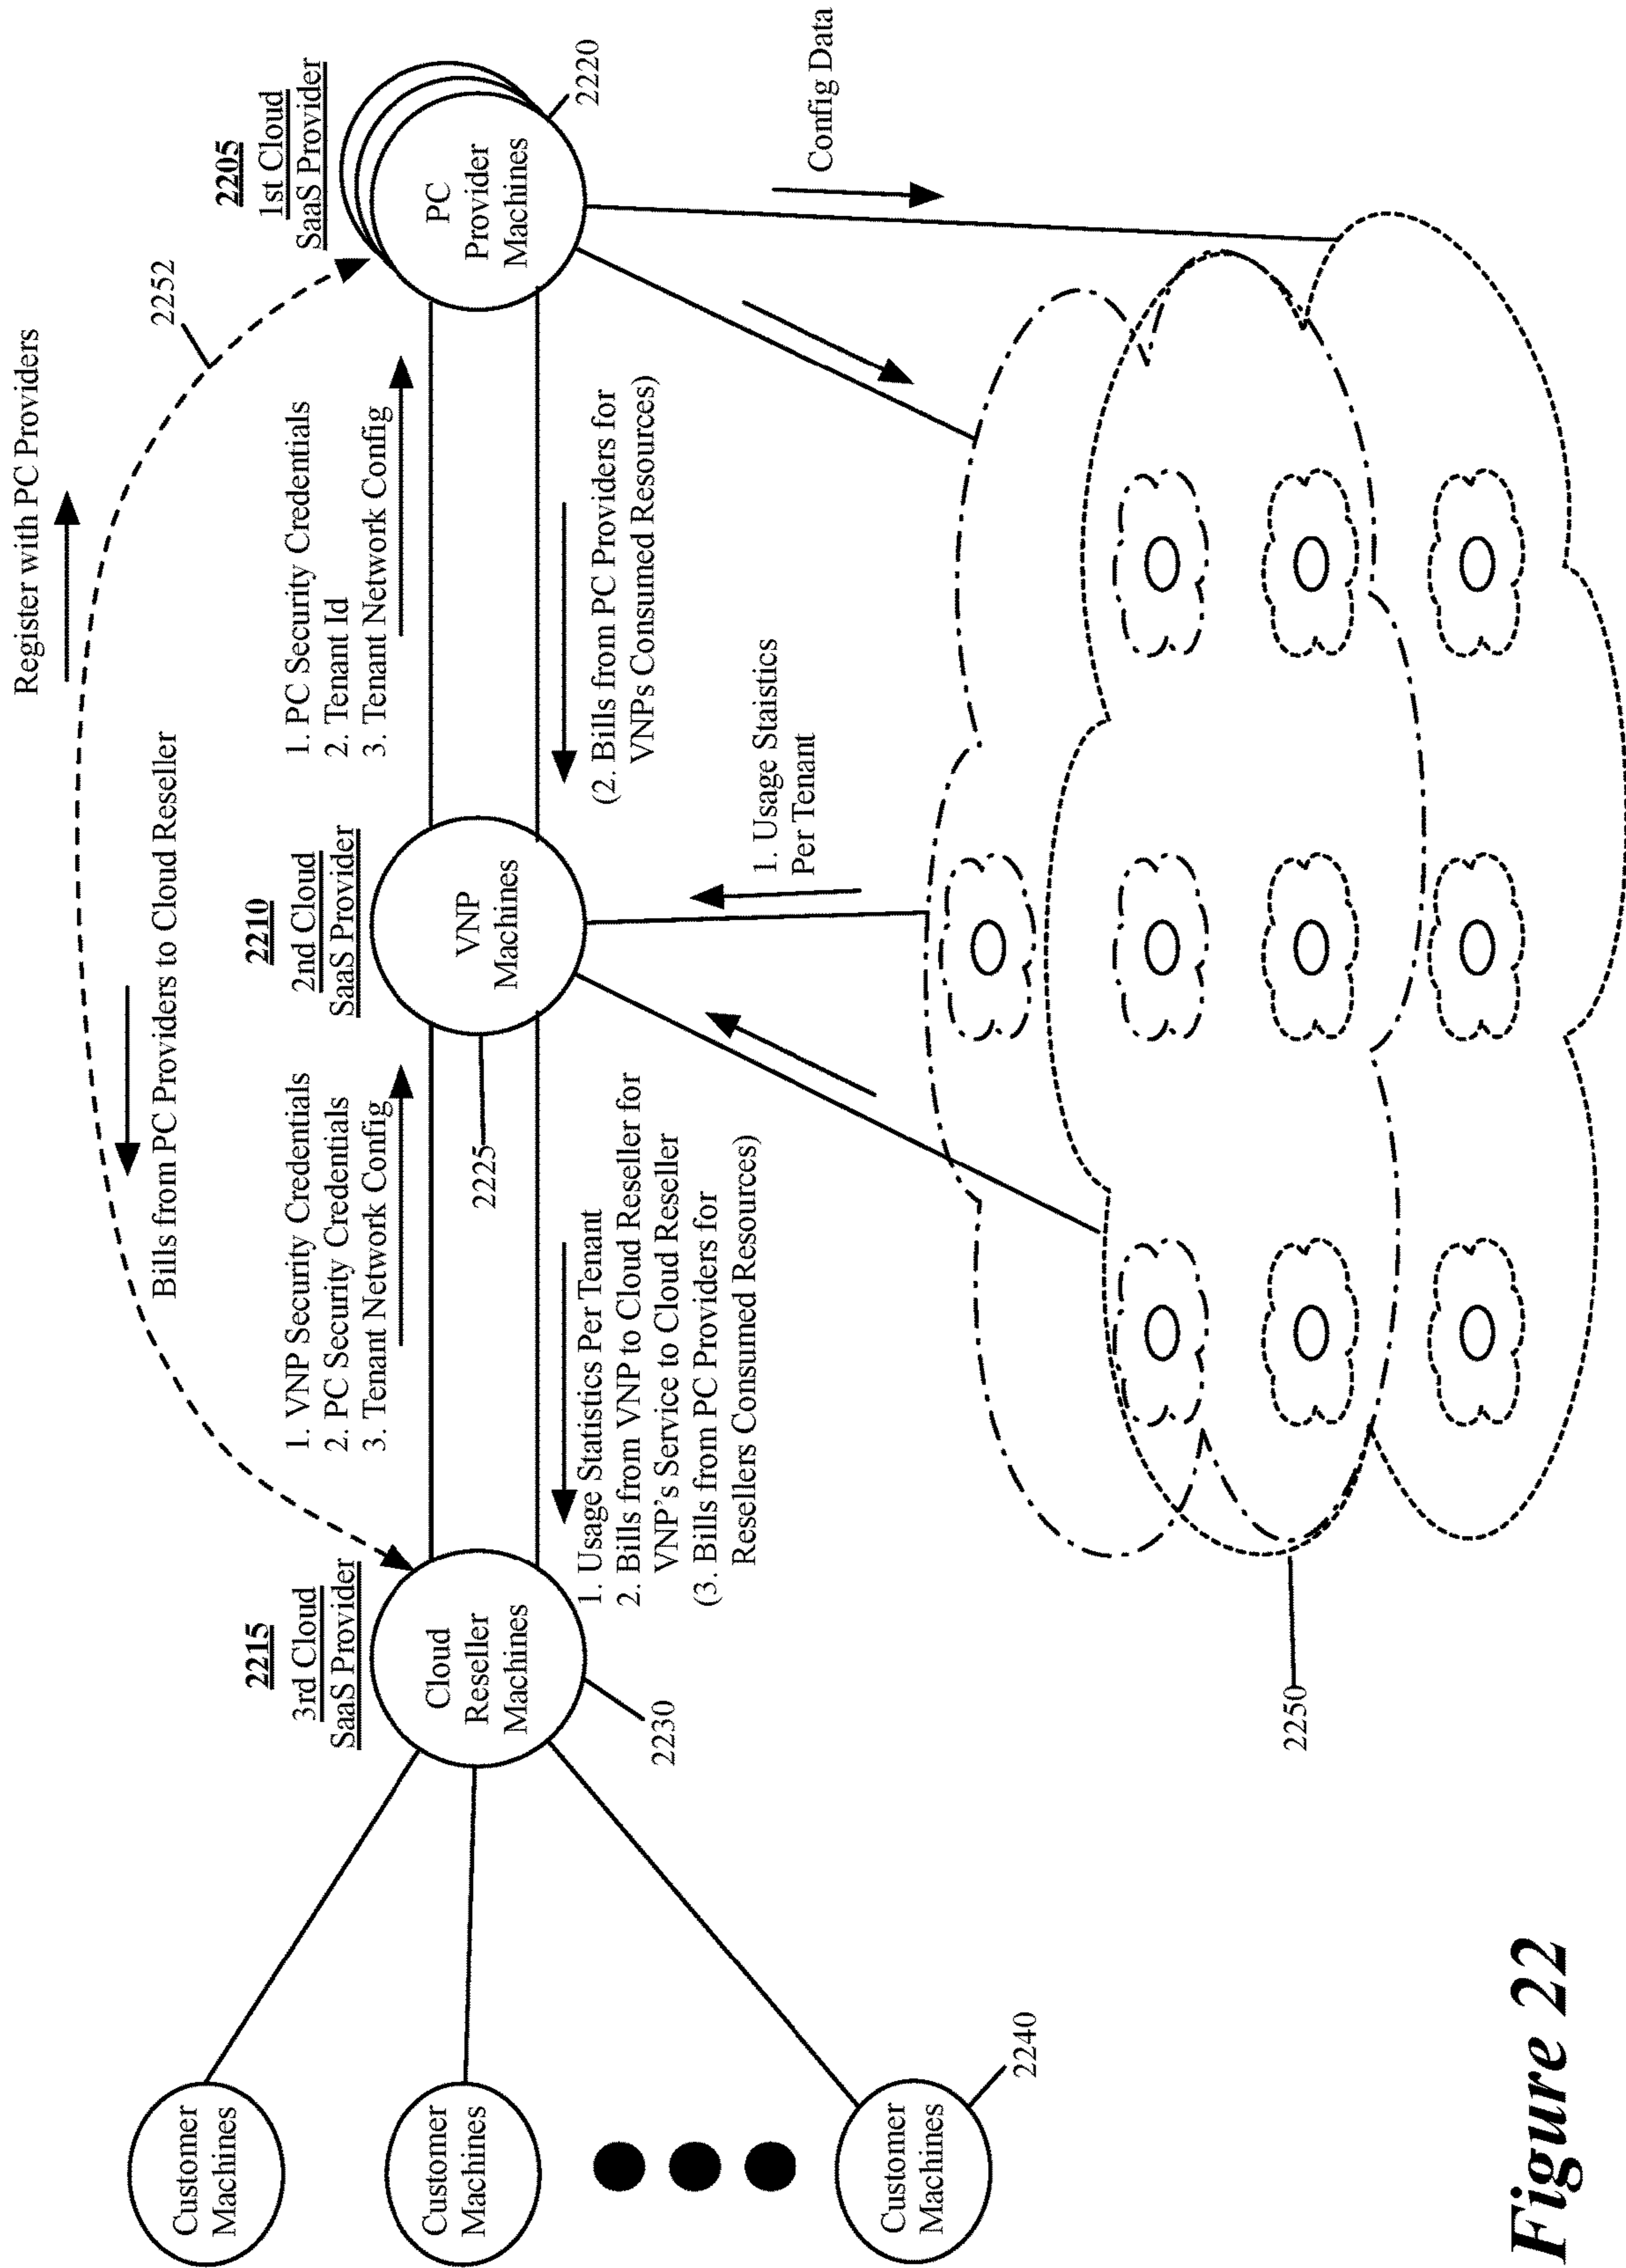 Register with PC Providers
2252
Bills from PC Providers to Cloud Reseller
2215
3rd Cloud
SaaS Provider
2210
2nd Cloud
SaaS Provider
2205
1st Cloud
SaaS Provider
Customer
Machines
Customer
Machines
Customer
Machines
2240
Cloud
Reseller
Machines
2230
1. VNP Security Credentials
2. PC Security Credentials
3. Tenant Network Config
1. Usage Statistics Per Tenant
2. Bills from VNP to Cloud Reseller for
VNP's Service to Cloud Reseller
(3. Bills from PC Providers for
Resellers Consumed Resources)
VNP
Machines
2225
1. PC Security Credentials
2. Tenant Id
3. Tenant Network Config
(2. Bills from PC Providers for
VNPs Consumed Resources)
PC
Provider
Machines
2220
1. Usage Staistics
Per Tenant
Config Data
2250
Figure 22